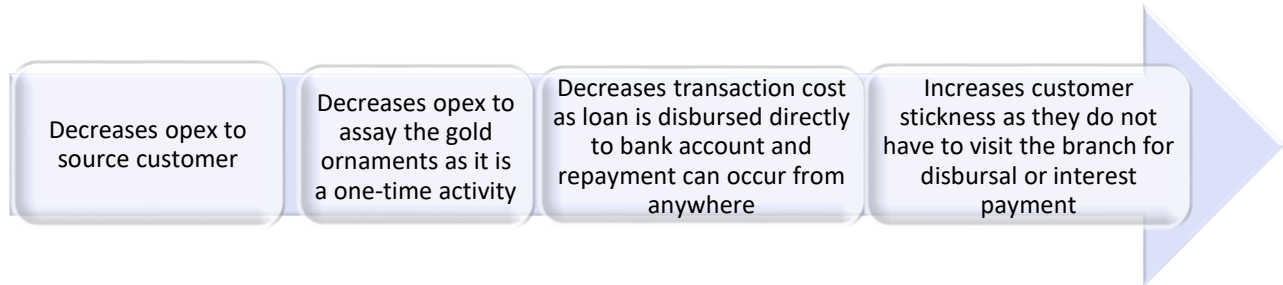 Decreases opex to
source customer
Decreases opex to
assay the gold
ornaments as it is
a one-time activity
Decreases transaction cost
as loan is disbursed directly
to bank account and
repayment can occur from
anywhere
Increases customer
stickness as they do not
have to visit the branch for
disbursal or interest
payment